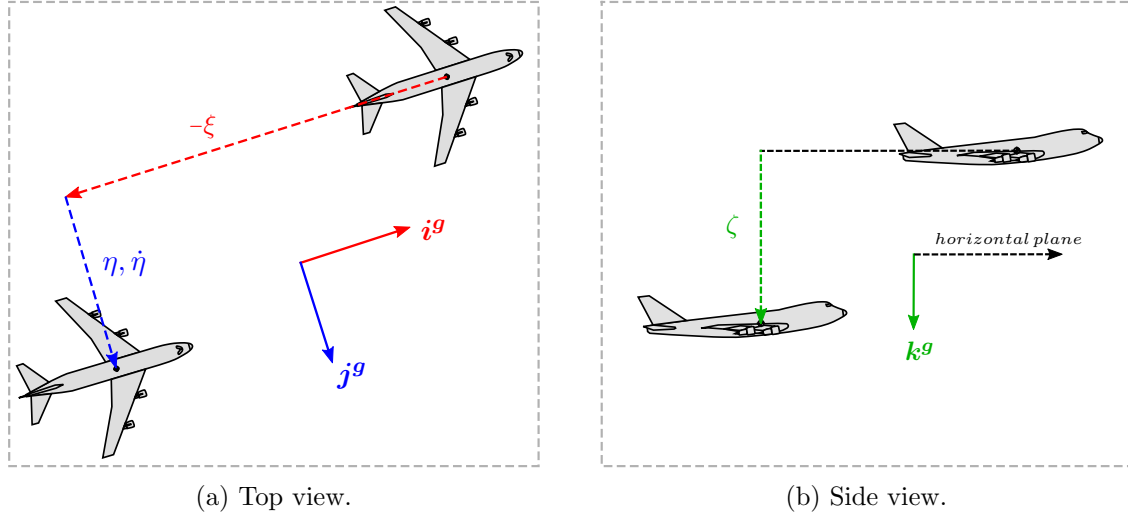 –ξ
η, η̇
i^g
j^g
(a) Top view.
ζ
horizontal plane
k^g
(b) Side view.